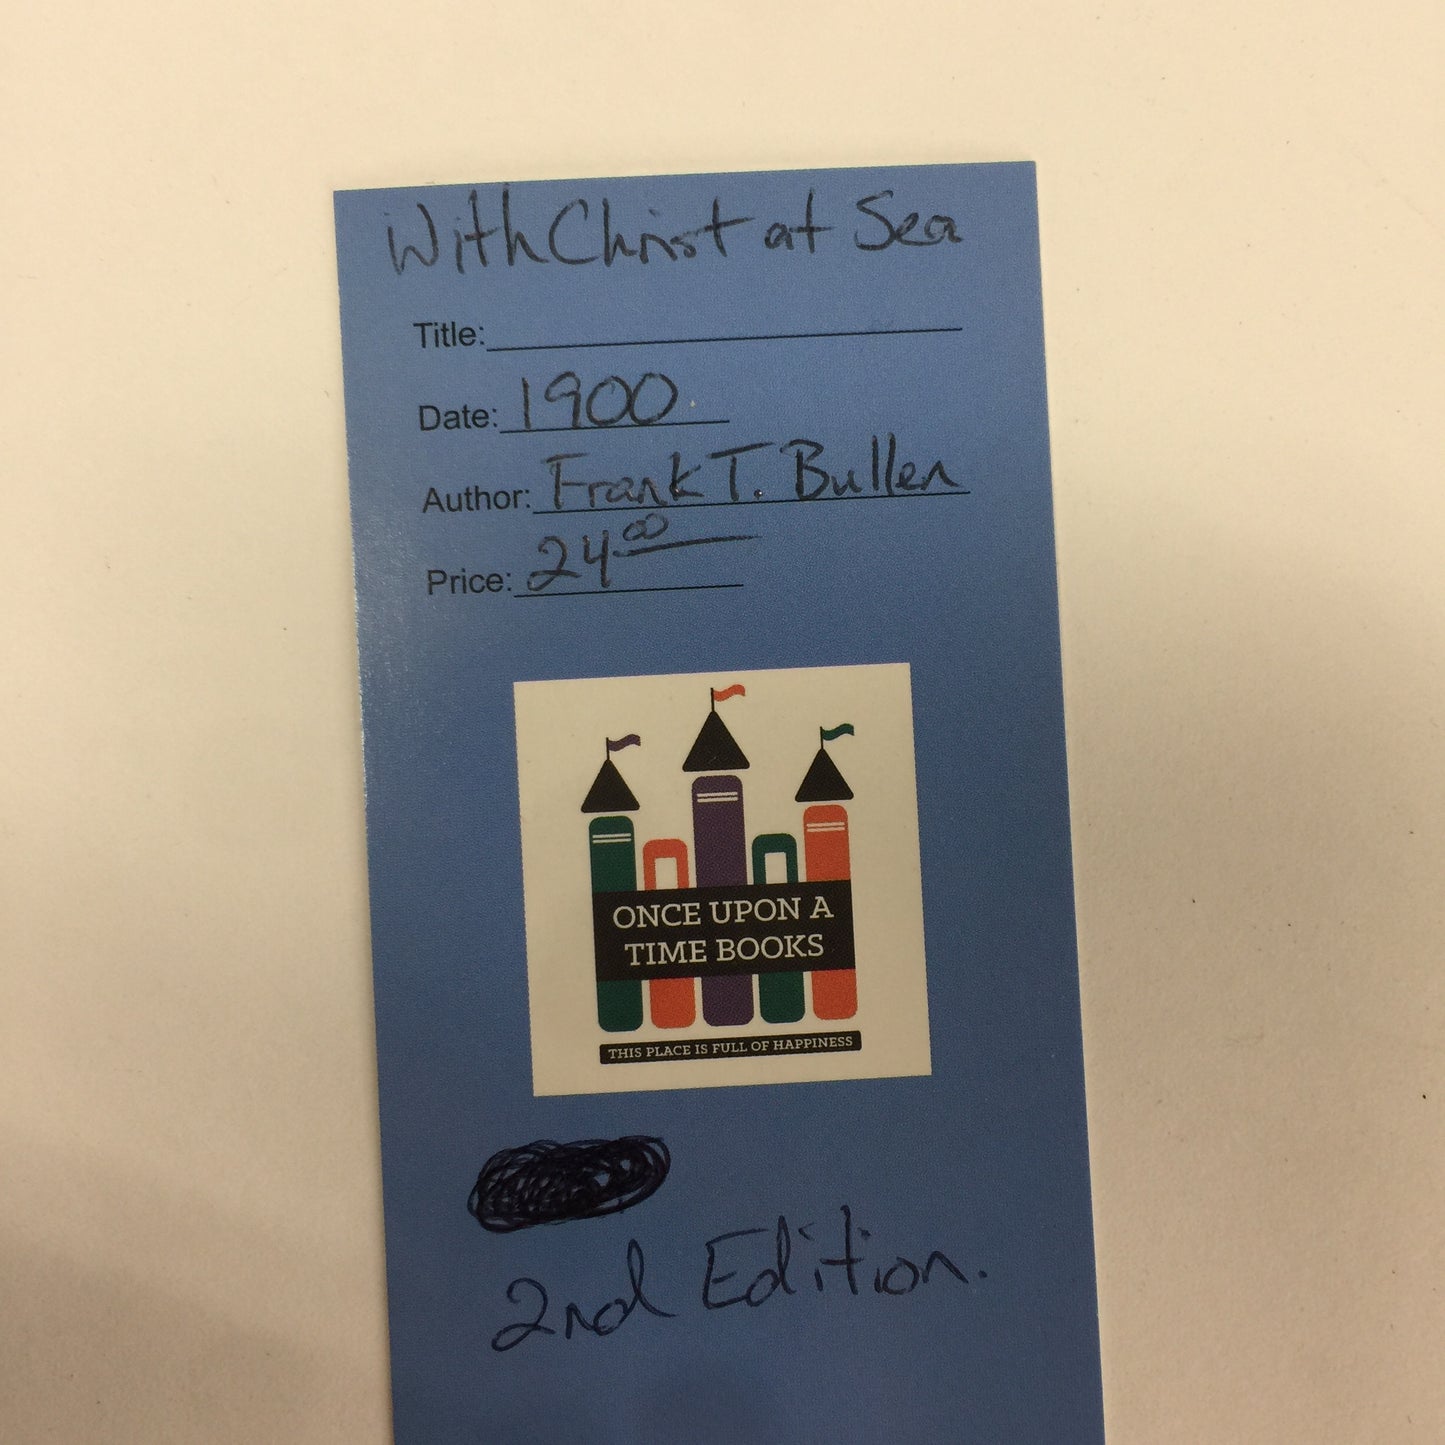 With Christ at Sea
Title:
Date: 1900
Author: Frank T. Bullen
Price: 24.00
ONCE UPON A
TIME BOOKS
THIS PLACE IS FULL OF HAPPINESS
2nd Edition.